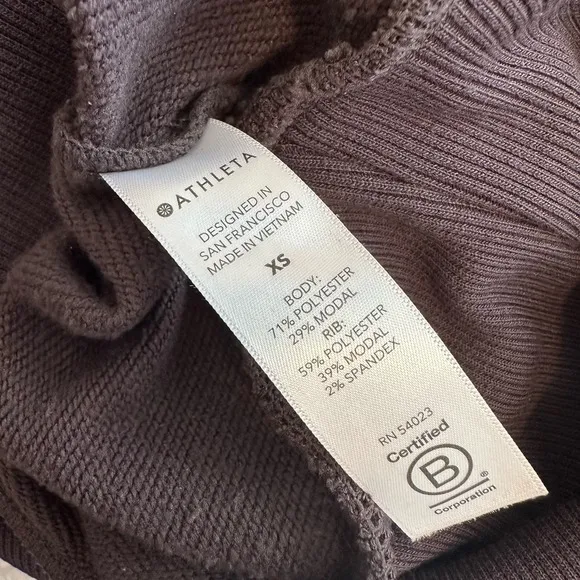 ATHLETA
DESIGNED IN
SAN FRANCISCO
MADE IN VIETNAM
XS
BODY:
71% POLYESTER
29% MODAL
RIB:
59% POLYESTER
39% MODAL
2% SPANDEX
RN 54023
Certified
B
®
Corporation